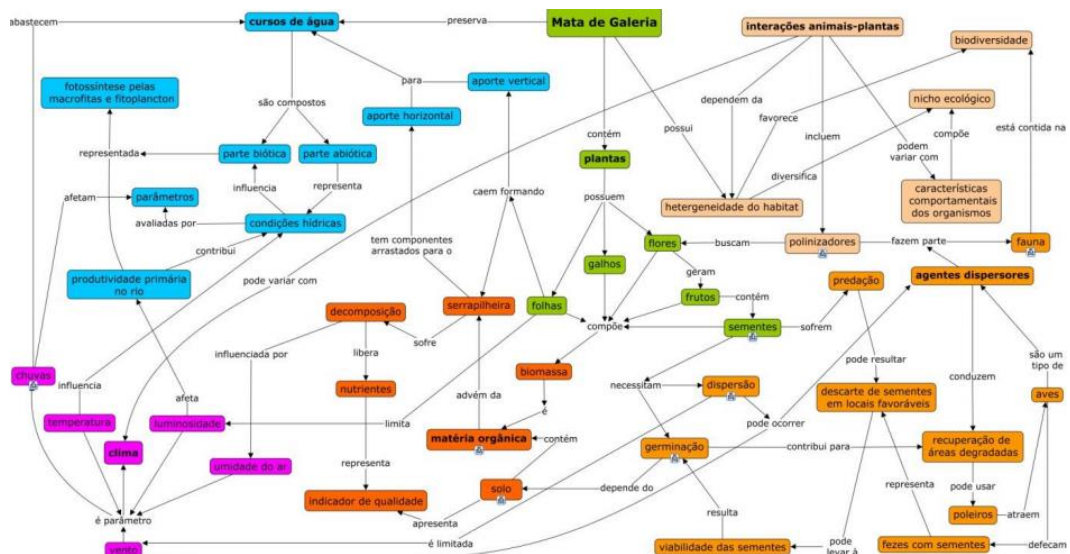 abastecem
cursos de água
preserva
Mata de Galeria
interações animais-plantas
biodiversidade
fotossíntese pelas
macrofitas e fitoplancton
para
aporte vertical
aporte horizontal
são compostos
dependem da
favorece
nicho ecológico
está contida na
contém
possui
incluem
compõe
podem
variar com
representada
parte biótica
parte abiótica
plantas
diversifica
características
comportamentais
dos organismos
afetam
parâmetros
influencia
representa
caem formando
possuem
hetergeneidade do habitat
avaliadas por
condições hídricas
contribui
tem componentes
arrastados para o
flores
buscam
polinizadores
fazem parte
fauna
galhos
geram
produtividade primária
no rio
pode variar com
predação
agentes dispersores
frutos
contém
decomposição
serrapilheira
folhas
compõe
sementes
sofrem
sofre
influenciada por
libera
pode resultar
são um
tipo de
chuvas
biomassa
necessitam
dispersão
descarte de sementes
em locais favoráveis
conduzem
aves
influencia
nutrientes
afeta
advém da
é
temperatura
luminosidade
limita
pode ocorrer
matéria orgânica
contém
germinação
contribui para
recuperação de
áreas degradadas
clima
umidade do ar
representa
solo
depende do
representa
pode usar
indicador de qualidade
poleiros
atraem
é parâmetro
apresenta
resulta
é limitada
pode
levar à
vento
viabilidade das sementes
fezes com sementes
defecam